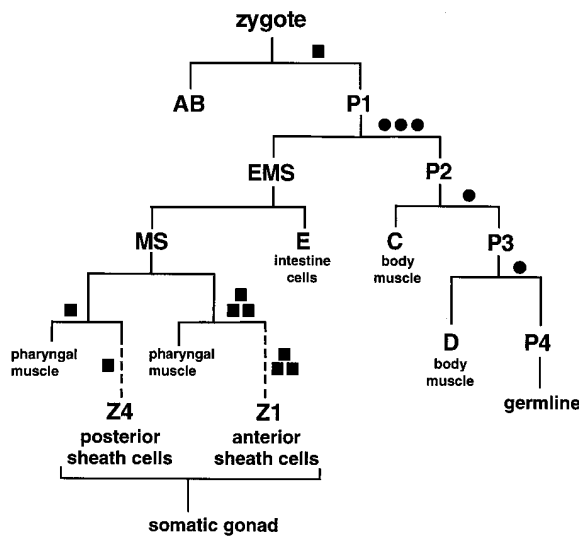 zygote
AB
P1
EMS
P2
MS
E
intestine
cells
C
body
muscle
P3
pharyngal
muscle
pharyngal
muscle
D
body
muscle
P4
Z4
posterior
sheath cells
Z1
anterior
sheath cells
germline
somatic gonad